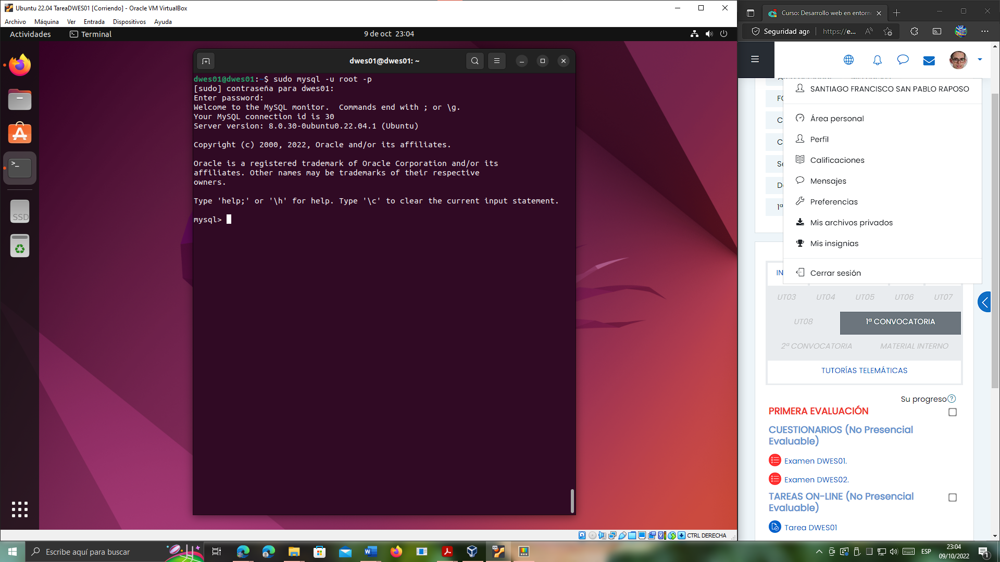 Ubuntu 22.04 TareaDWES01 [Corriendo] - Oracle VM VirtualBox
Archivo Máquina Ver Entrada Dispositivos Ayuda
Actividades Terminal 9 de oct 23:04
dwes01@dwes01: ~
dwes01@dwes01:~$ sudo mysql -u root -p
[sudo] contraseña para dwes01:
Enter password:
Welcome to the MySQL monitor.  Commands end with ; or \g.
Your MySQL connection id is 30
Server version: 8.0.30-0ubuntu0.22.04.1 (Ubuntu)
Copyright (c) 2000, 2022, Oracle and/or its affiliates.
Oracle is a registered trademark of Oracle Corporation and/or its
affiliates. Other names may be trademarks of their respective
owners.
Type 'help;' or '\h' for help. Type '\c' to clear the current input statement.
mysql>
SSD
CTRL DERECHA
Curso: Desarrollo web en entorn
Seguridad agr https://e...
SANTIAGO FRANCISCO SAN PABLO RAPOSO
Área personal
Perfil
Calificaciones
Mensajes
Preferencias
Mis archivos privados
Mis insignias
Cerrar sesión
UT03 UT04 UT05 UT06 UT07
UT08 1ª CONVOCATORIA
2ª CONVOCATORIA MATERIAL INTERNO
TUTORÍAS TELEMÁTICAS
Su progreso
PRIMERA EVALUACIÓN
CUESTIONARIOS (No Presencial
Evaluable)
Examen DWES01.
Examen DWES02.
TAREAS ON-LINE (No Presencial
Evaluable)
Tarea DWES01
Escribe aquí para buscar
ESP
23:04
09/10/2022
1